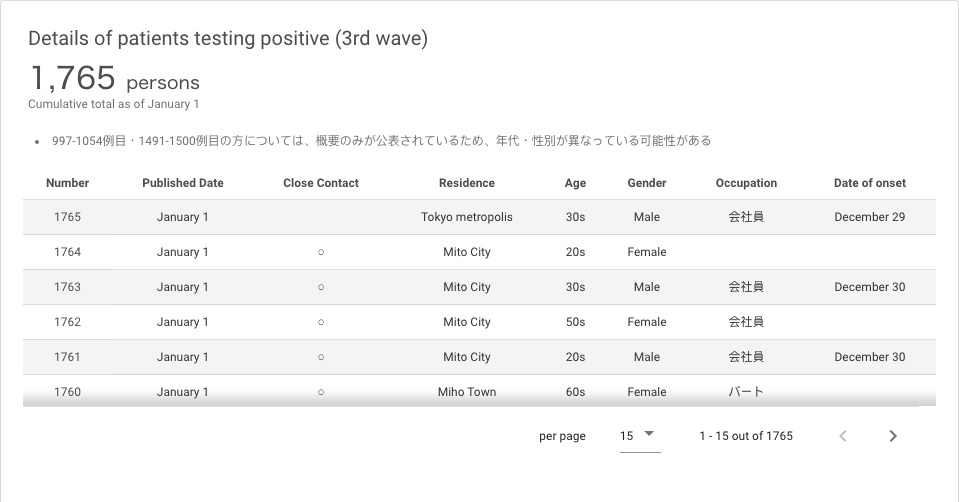 Details of patients testing positive (3rd wave)
1,765 persons
Cumulative total as of January 1
• 997-1054例目・1491-1500例目の方については、概要のみが公表されているため、年代・性別が異なっている可能性がある
Number Published Date Close Contact Residence Age Gender Occupation Date of onset
1765 January 1 Tokyo metropolis 30s Male 会社員 December 29
1764 January 1 ○ Mito City 20s Female
1763 January 1 ○ Mito City 30s Male 会社員 December 30
1762 January 1 ○ Mito City 50s Female 会社員
1761 January 1 ○ Mito City 20s Male 会社員 December 30
1760 January 1 ○ Miho Town 60s Female パート
per page 15 1 - 15 out of 1765